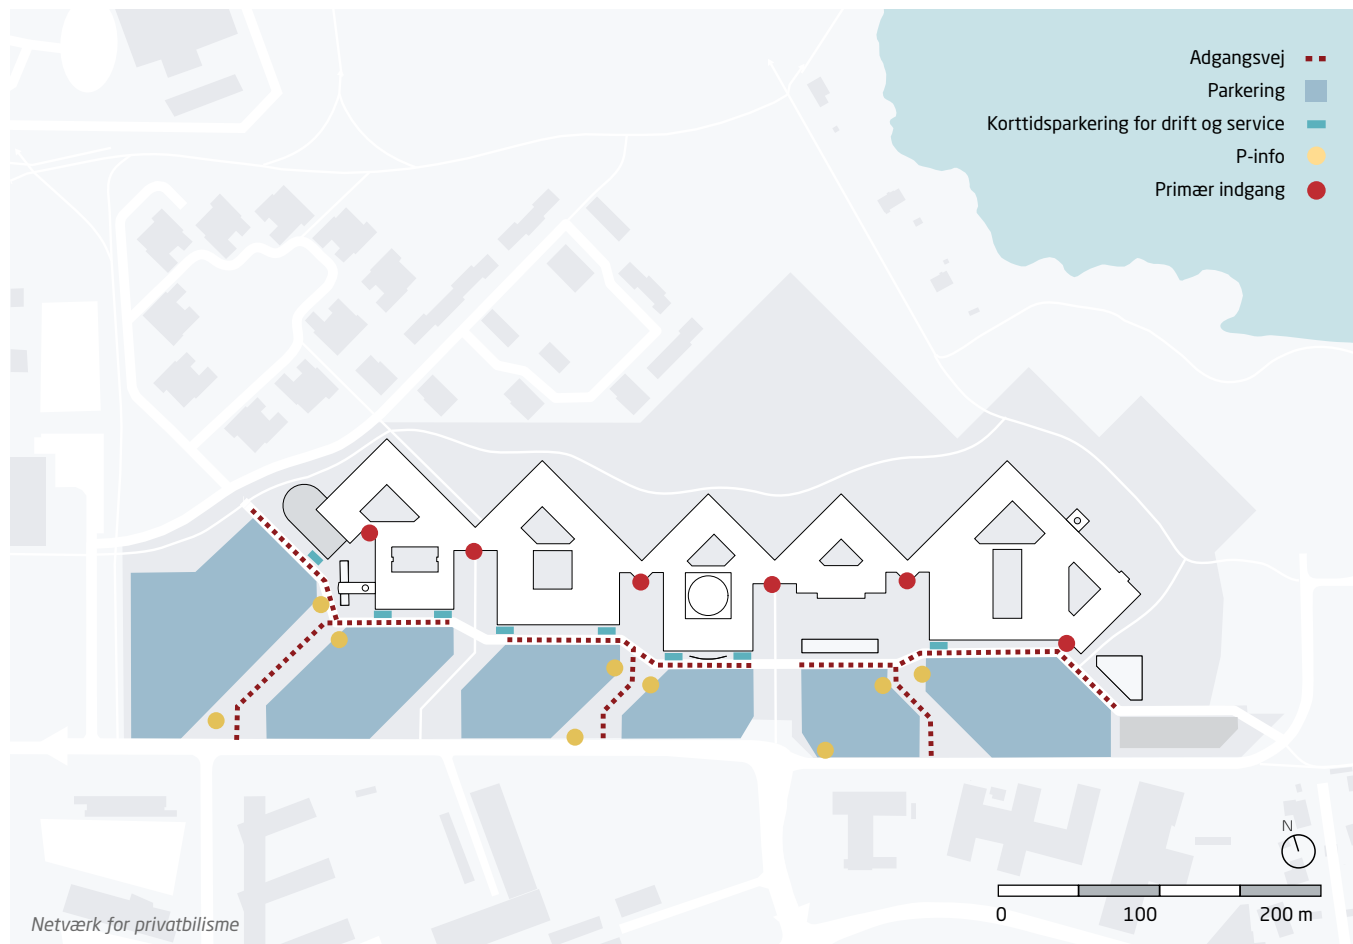 Adgangsvej
Parkering
Korttidsparkering for drift og service
P-info
Primær indgang
N
0 100 200 m
Netværk for privatbilisme